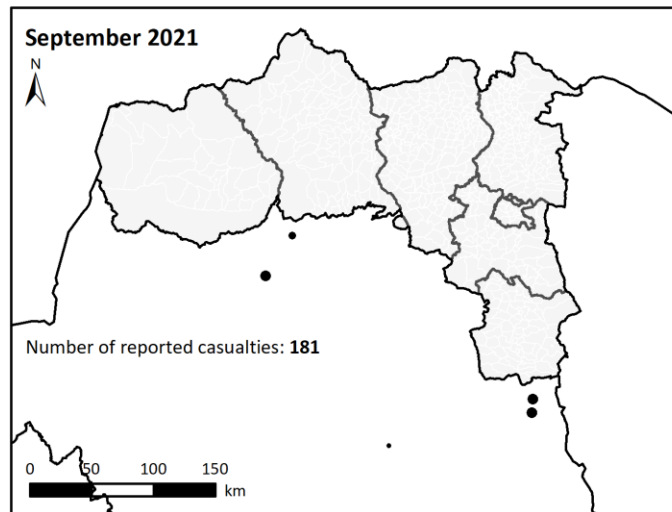 September 2021
N
Number of reported casualties: 181
0 50 100 150
km